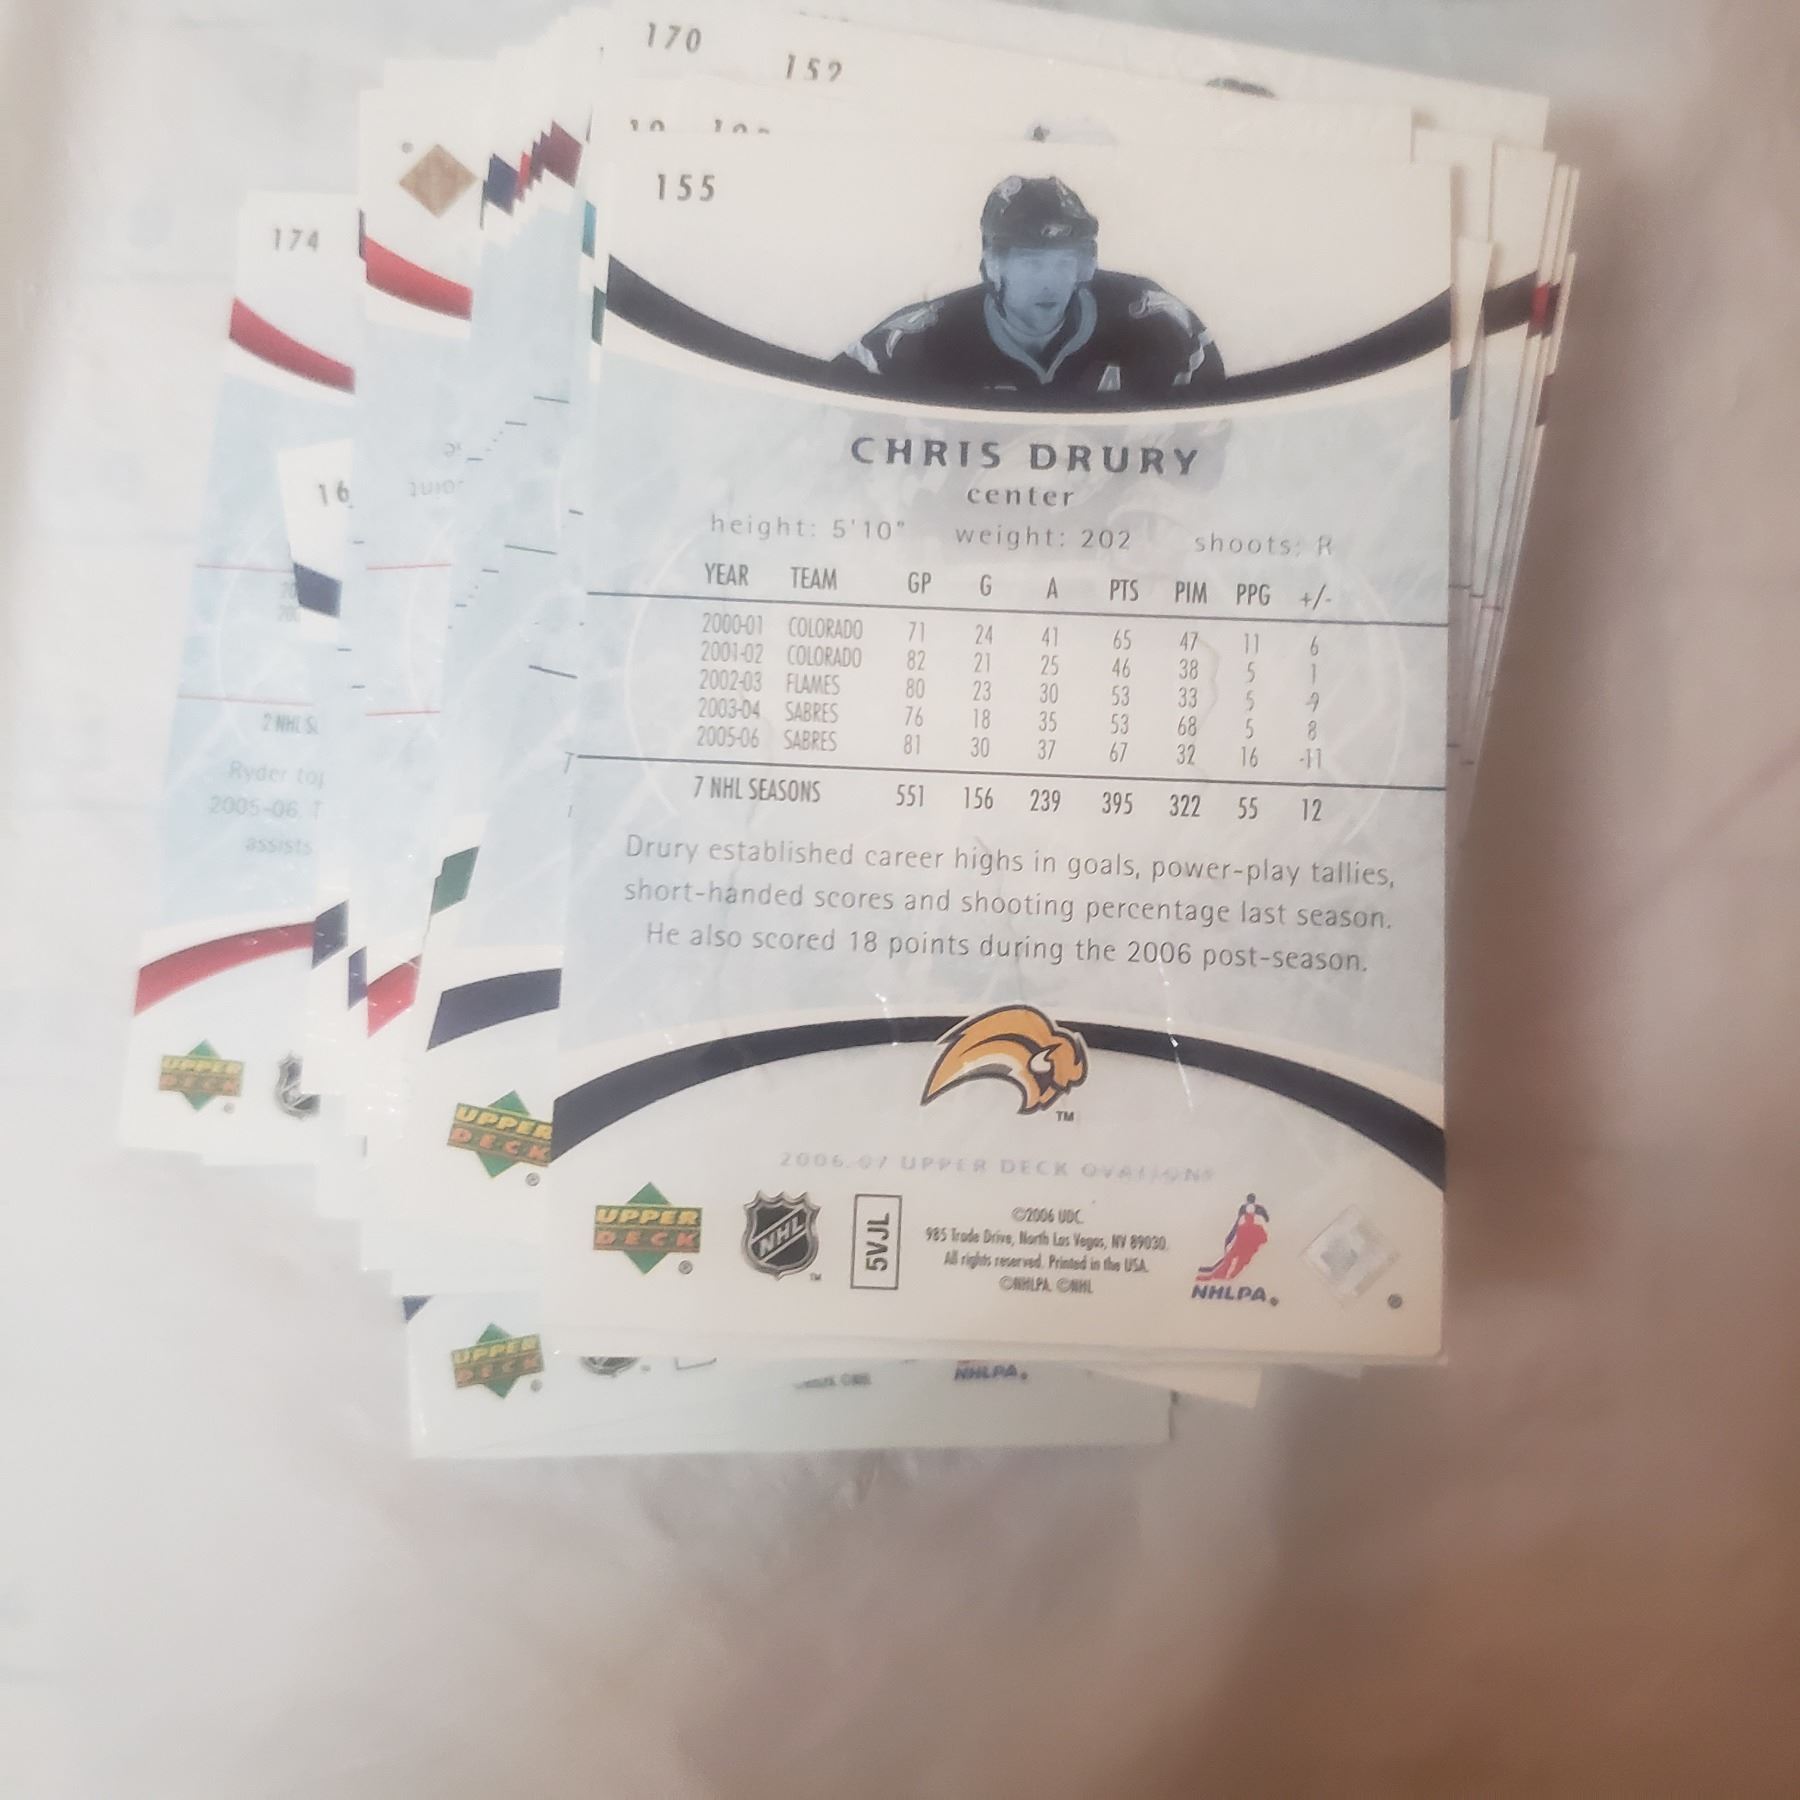 170
152
155
174
16
CHRIS DRURY
center
height: 5'10" weight: 202 shoots: R
YEAR TEAM GP G A PTS PIM PPG +/-
2000-01 COLORADO 71 24 41 65 47 11 6
2001-02 COLORADO 82 21 25 46 38 5 1
2002-03 FLAMES 80 23 30 53 33 5 -9
2003-04 SABRES 76 18 35 53 68 5 8
2005-06 SABRES 81 30 37 67 32 16 -11
7 NHL SEASONS 551 156 239 395 322 55 12
Drury established career highs in goals, power-play tallies,
short-handed scores and shooting percentage last season.
He also scored 18 points during the 2006 post-season.
TM
2006-07 UPPER DECK OVATIONS
UPPER
DECK
®
NHL
TM
5VJL
©2006 UDC.
985 Trade Drive, North Las Vegas, NV 89030.
All rights reserved. Printed in the USA.
©NHLPA. ©NHL
NHLPA®
®
2 NHL
Ryder
2005-06.
assists
UPPER
DECK
UPPER
DECK
®
UPPER
DECK
®
NHLPA®